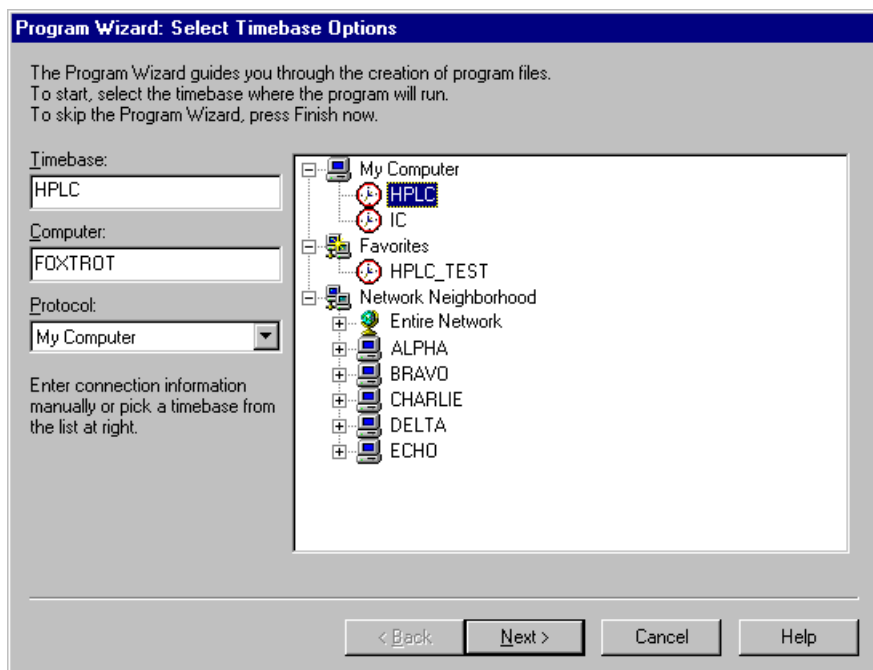 Program Wizard: Select Timebase Options
The Program Wizard guides you through the creation of program files.
To start, select the timebase where the program will run.
To skip the Program Wizard, press Finish now.
Timebase:
HPLC
Computer:
FOXTROT
Protocol:
My Computer
Enter connection information
manually or pick a timebase from
the list at right.
My Computer
HPLC
IC
Favorites
HPLC_TEST
Network Neighborhood
Entire Network
ALPHA
BRAVO
CHARLIE
DELTA
ECHO
< Back
Next >
Cancel
Help